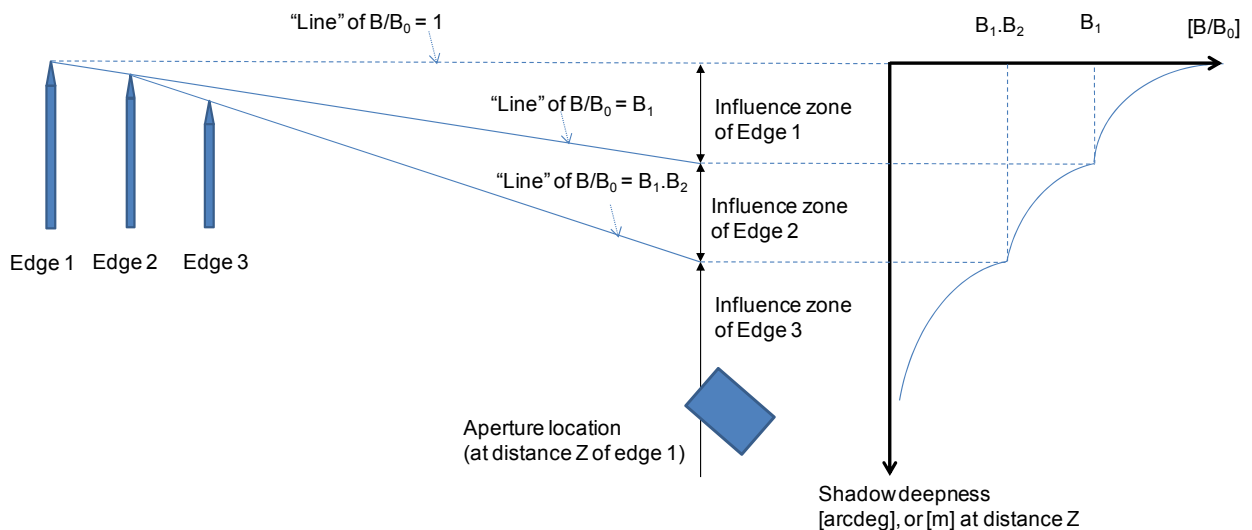 “Line” of B/B₀ = 1
B₁.B₂
B₁
[B/B₀]
“Line” of B/B₀ = B₁
Influence zone
of Edge 1
“Line” of B/B₀ = B₁.B₂
Influence zone
of Edge 2
Edge 1
Edge 2
Edge 3
Influence zone
of Edge 3
Aperture location
(at distance Z of edge 1)
Shadow deepness
[arcdeg], or [m] at distance Z